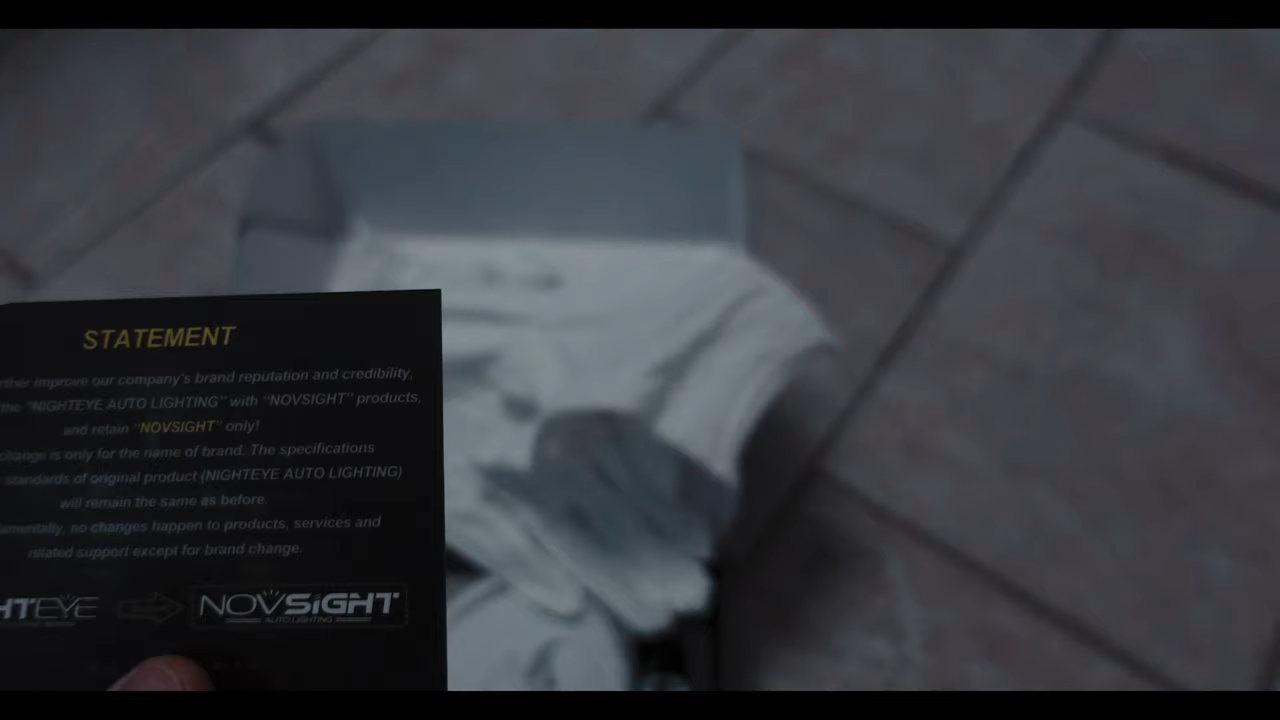 STATEMENT
rther improve our company's brand reputation and credibility,
the "NIGHTEYE AUTO LIGHTING" with "NOVSIGHT" products,
and retain "NOVSIGHT" only!
change is only for the name of brand. The specifications
standards of original product (NIGHTEYE AUTO LIGHTING)
will remain the same as before.
amentally, no changes happen to products, services and
related support except for brand change.
HTEYE NOVSIGHT
AUTO LIGHTING